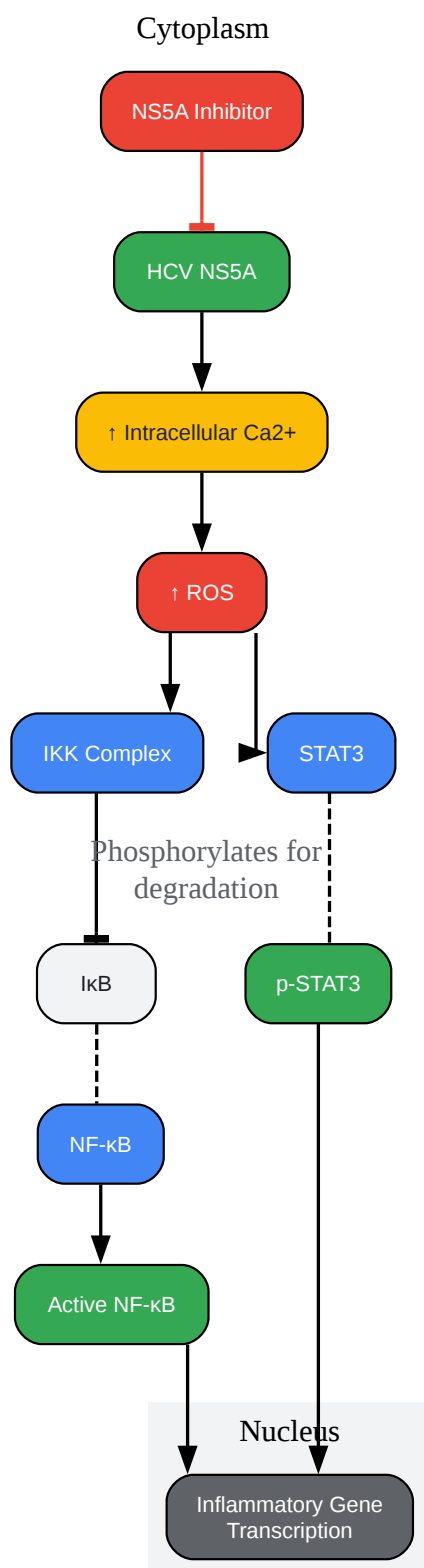 Cytoplasm
NS5A Inhibitor
HCV NS5A
↑ Intracellular Ca2+
↑ ROS
IKK Complex
STAT3
Phosphorylates for
degradation
IκB
p-STAT3
NF-κB
Active NF-κB
Nucleus
Inflammatory Gene
Transcription